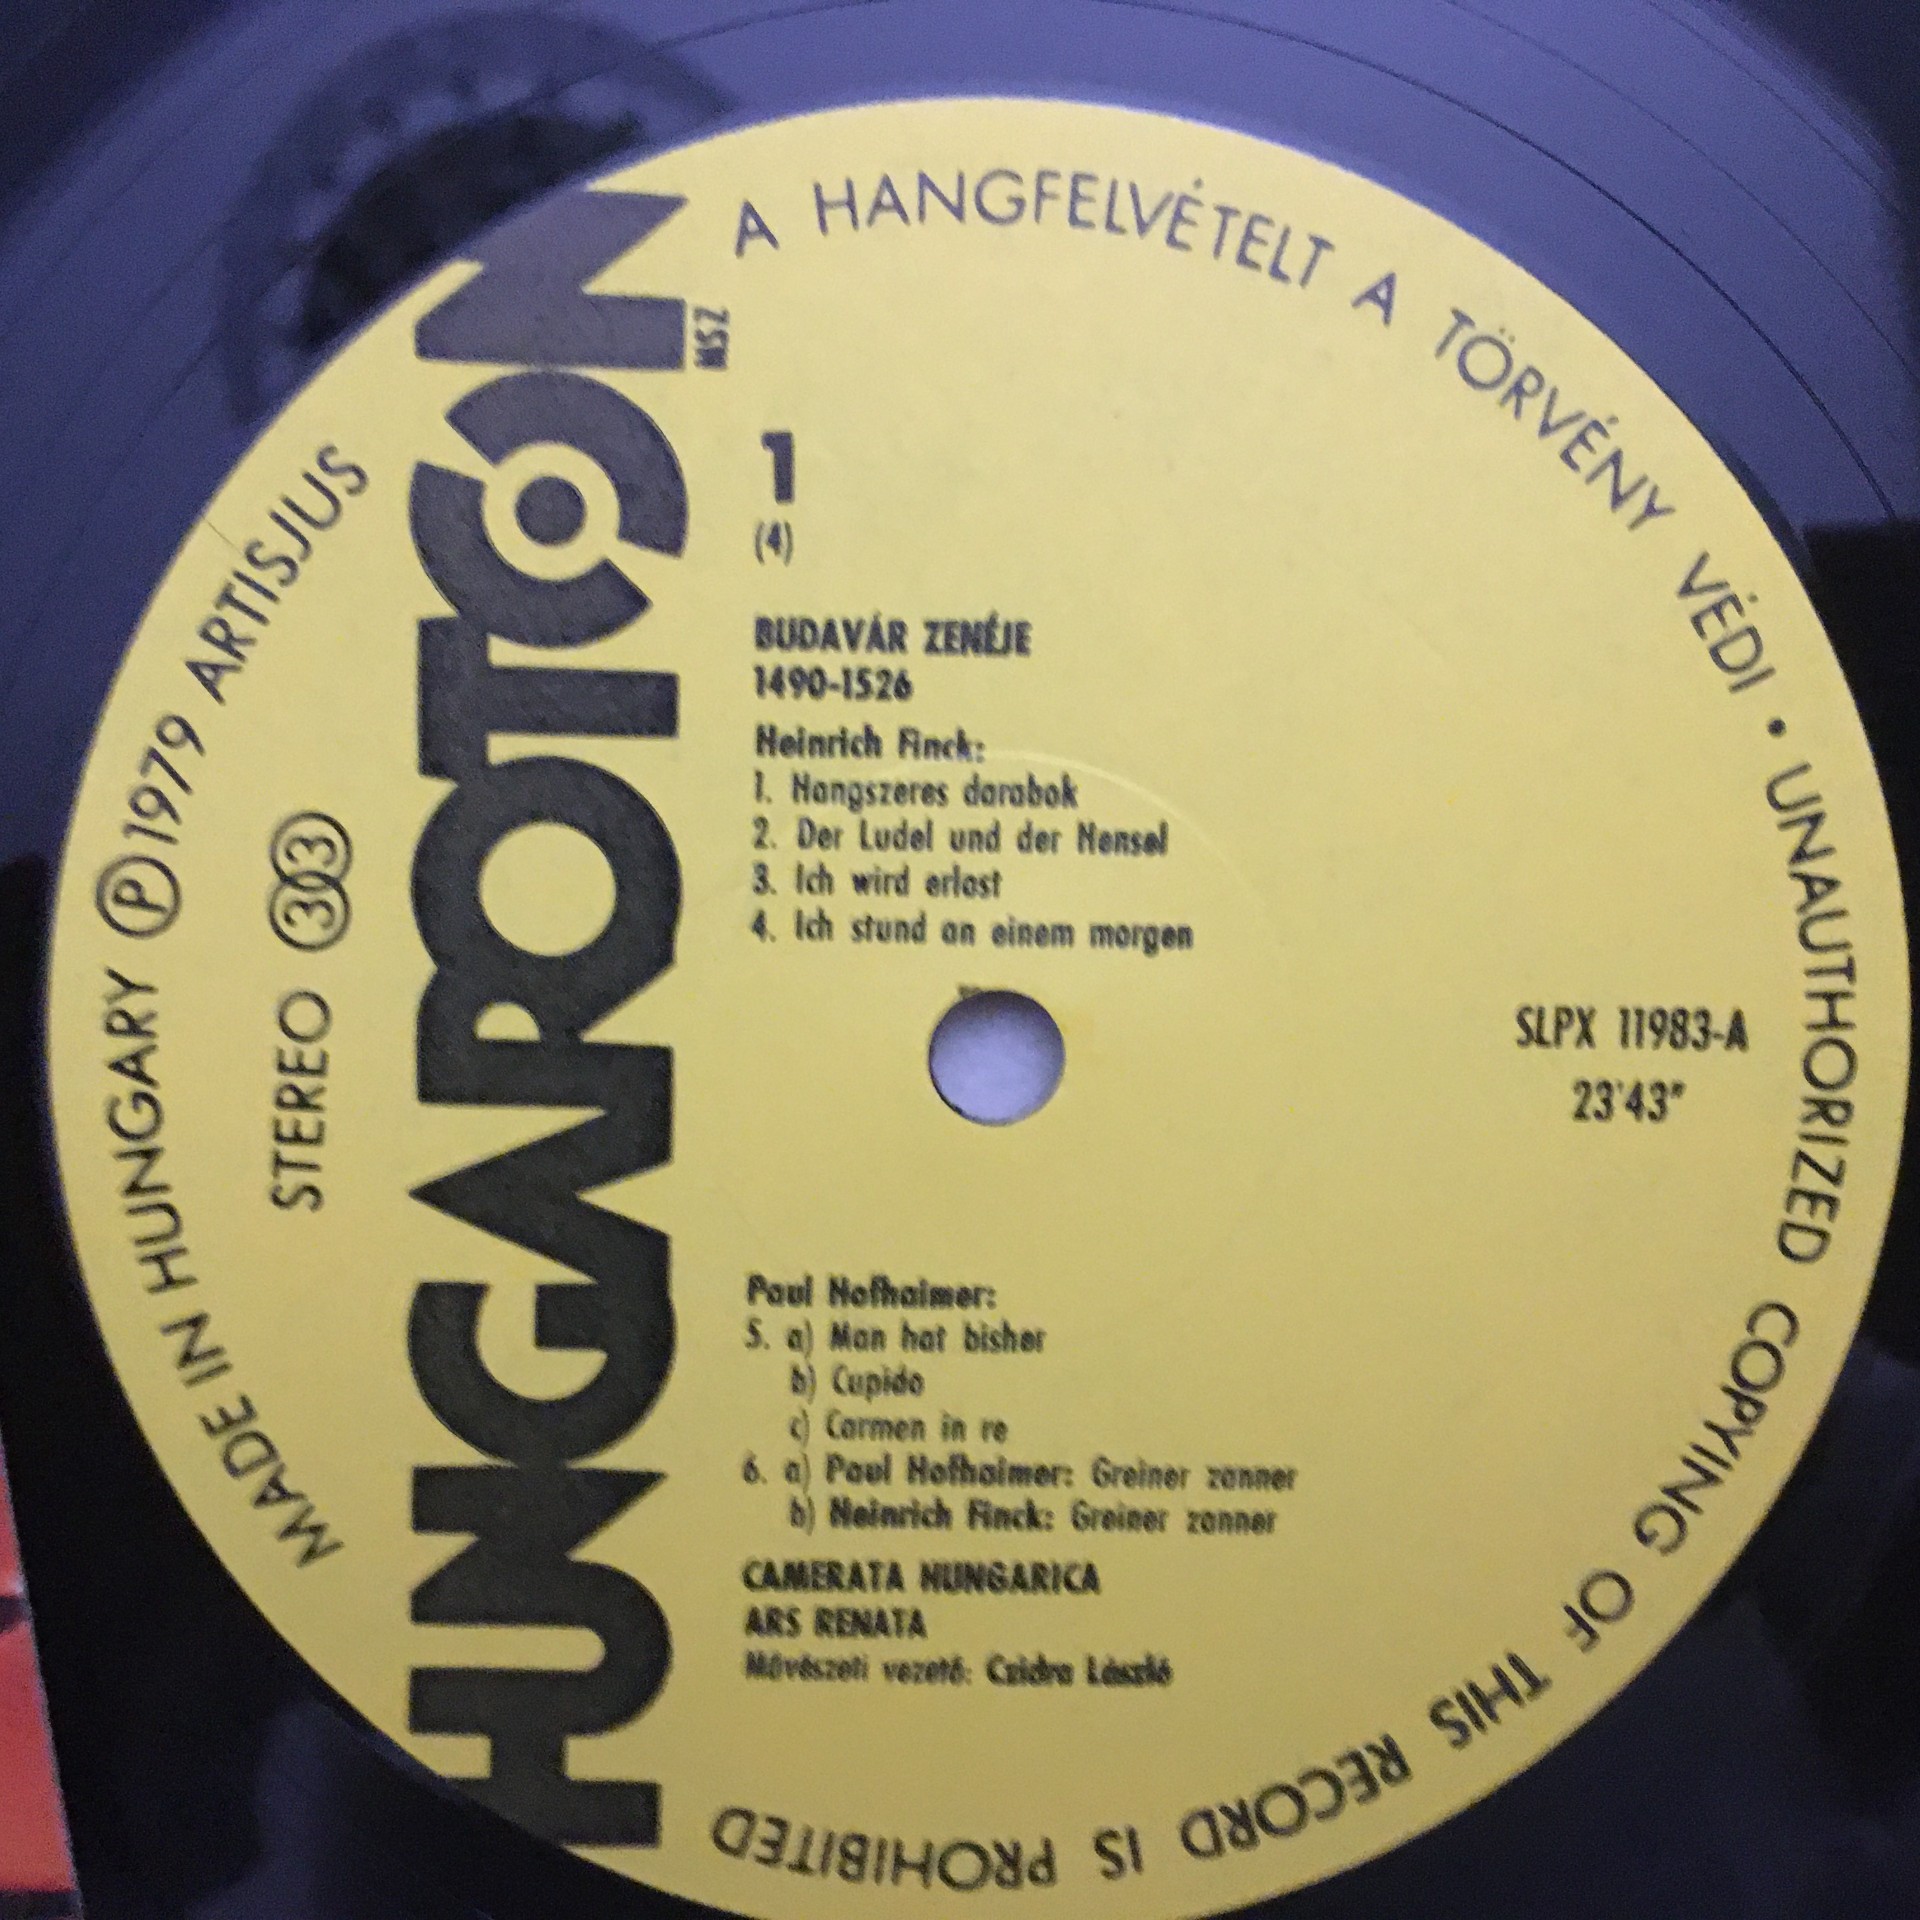 A HANGFELVÉTELT A TÖRVÉNY VÉDI • UNAUTHORIZED COPYING OF THIS RECORD IS PROHIBITED
MADE IN HUNGARY Ⓟ 1979 ARTISJUS
STEREO 33
HUNGAROTON
NSZ
1
(4)
BUDAVÁR ZENÉJE
1490-1526
Heinrich Finck:
1. Hangszeres darabok
2. Der Ludel und der Hensel
3. Ich wird erlost
4. Ich stund an einem morgen
SLPX 11983-A
23'43"
Paul Hofhaimer:
5. a) Man hat bisher
b) Cupido
c) Carmen in re
6. a) Paul Hofhaimer: Greiner zanner
b) Heinrich Finck: Greiner zanner
CAMERATA HUNGARICA
ARS RENATA
Művészeti vezető: Czidra László